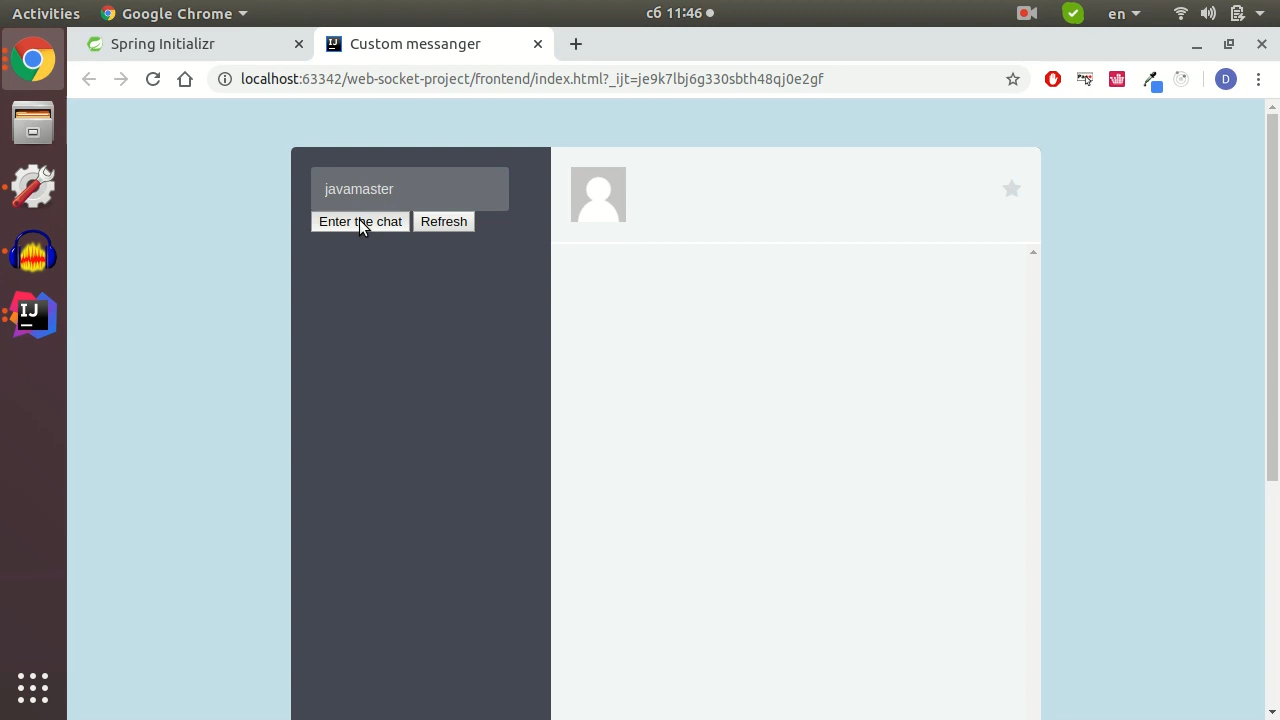 Activities
Google Chrome
сб 11:46
en
Spring Initializr
Custom messanger
localhost:63342/web-socket-project/frontend/index.html?_ijt=je9k7lbj6g330sbth48qj0e2gf
D
javamaster
Enter the chat
Refresh
IJ